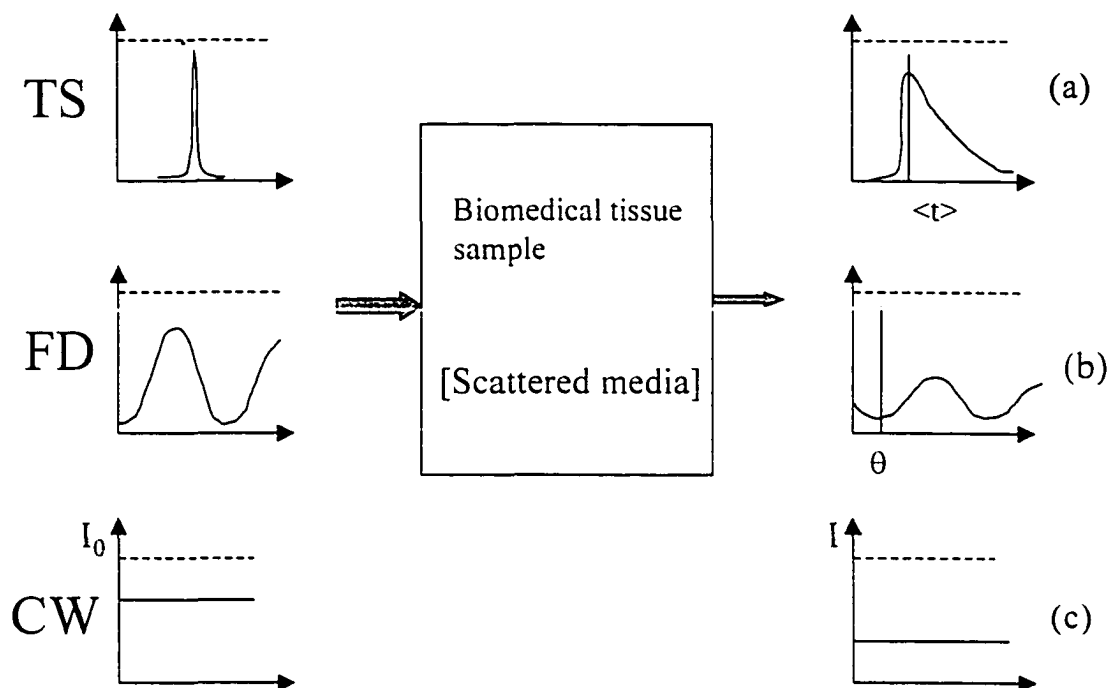 TS
(a)
<t>
Biomedical tissue
sample
FD
[Scattered media]
(b)
θ
I₀
I
CW
(c)